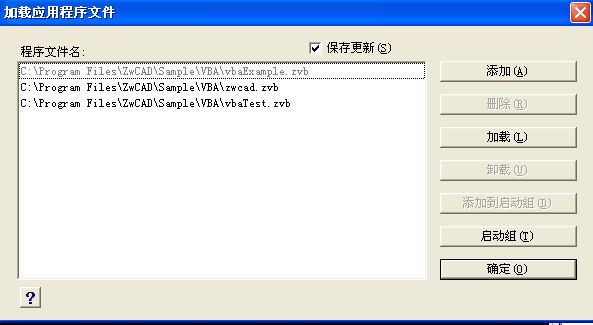 加载应用程序文件
程序文件名:
保存更新(S)
C:\Program Files\ZwCAD\Sample\VBA\vbaExample.zvb
C:\Program Files\ZwCAD\Sample\VBA\zwcad.zvb
C:\Program Files\ZwCAD\Sample\VBA\vbaTest.zvb
添加(A)
删除(R)
加载(L)
卸载(U)
添加到启动组(D)
启动组(T)
确定(O)
?